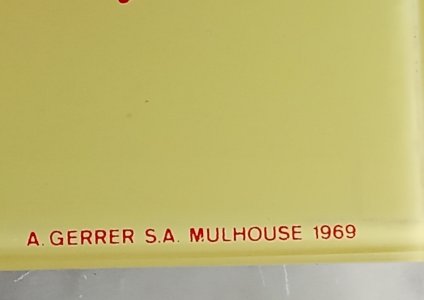 A. GERRER S.A. MULHOUSE 1969